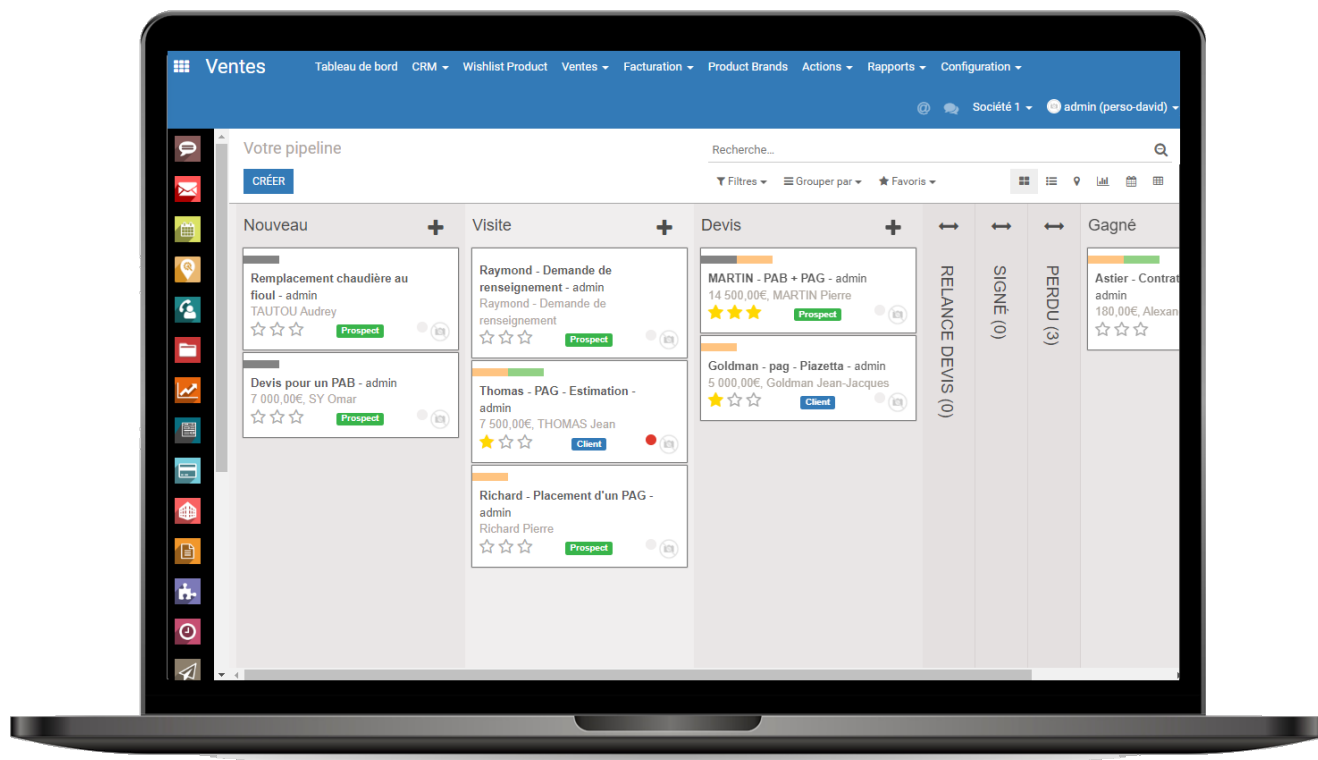 Ventes
Tableau de bord CRM Wishlist Product Ventes Facturation Product Brands Actions Rapports Configuration
@ Société 1 admin (perso-david)
Votre pipeline
Recherche...
CRÉER
Filtres Grouper par Favoris
Nouveau
Remplacement chaudière au
fioul - admin
TAUTOU Audrey
Prospect
Devis pour un PAB - admin
7 000,00€, SY Omar
Prospect
Visite
Raymond - Demande de
renseignement - admin
Raymond - Demande de
renseignement
Prospect
Thomas - PAG - Estimation -
admin
7 500,00€, THOMAS Jean
Client
Richard - Placement d'un PAG -
admin
Richard Pierre
Prospect
Devis
MARTIN - PAB + PAG - admin
14 500,00€, MARTIN Pierre
Prospect
Goldman - pag - Piazetta - admin
5 000,00€, Goldman Jean-Jacques
Client
RELANCE DEVIS (0)
SIGNÉ (0)
PERDU (3)
Gagné
Astier - Contrat
admin
180,00€, Alexan